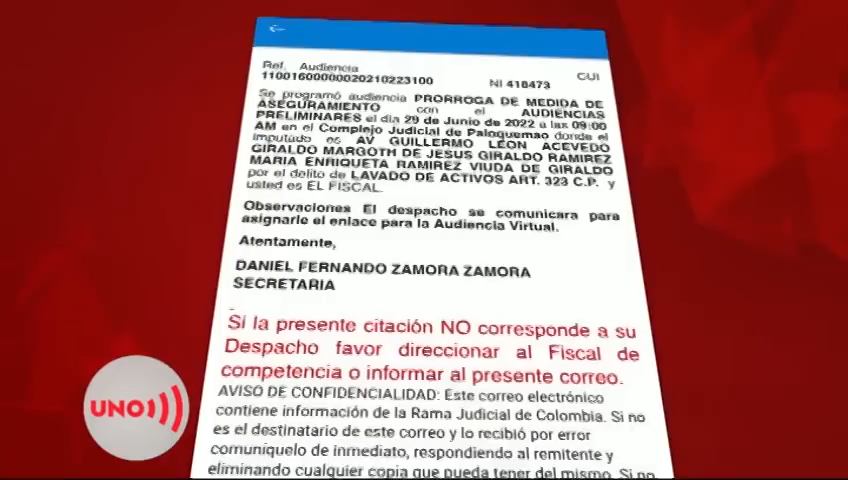 Ref. Audiencia
11001600000020210223100 NI 418473 CUI
Se programó audiencia PRORROGA DE MEDIDA DE
ASEGURAMIENTO con el AUDIENCIAS
PRELIMINARES el dia 29 de Junio de 2022 a las 09:00
AM en el Complejo Judicial de Paloquemao donde el
imputado es AV GUILLERMO LEON ACEVEDO
GIRALDO MARGOTH DE JESUS GIRALDO RAMIREZ
MARIA ENRIQUETA RAMIREZ VIUDA DE GIRALDO
por el delito de LAVADO DE ACTIVOS ART. 323 C.P. y
usted es EL FISCAL.
Observaciones El despacho se comunicara para
asignarle el enlace para la Audiencia Virtual.
Atentamente,
DANIEL FERNANDO ZAMORA ZAMORA
SECRETARIA
Si la presente citación NO corresponde a su
Despacho favor direccionar al Fiscal de
competencia o informar al presente correo.
AVISO DE CONFIDENCIALIDAD: Este correo electrónico
contiene información de la Rama Judicial de Colombia. Si no
es el destinatario de este correo y lo recibió por error
comuníquelo de inmediato, respondiendo al remitente y
eliminando cualquier copia que pueda tener del mismo. Si no
UNO